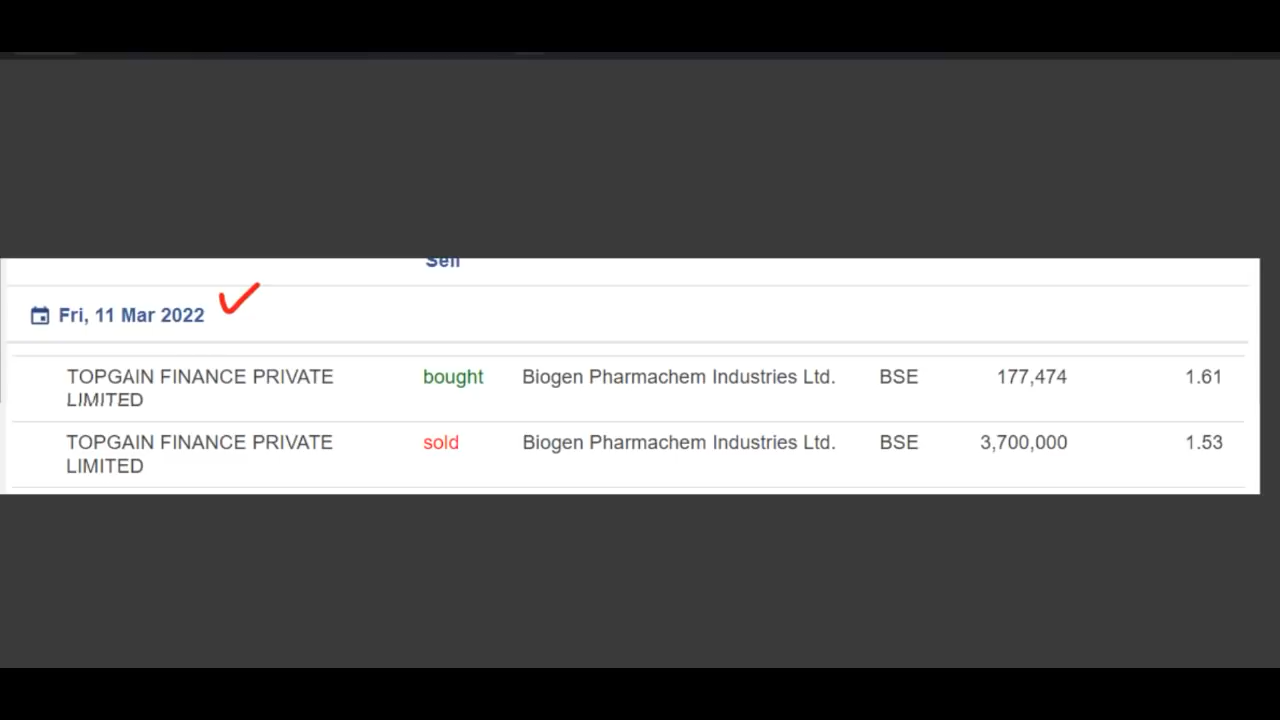 Sell
Fri, 11 Mar 2022
TOPGAIN FINANCE PRIVATE LIMITED bought Biogen Pharmachem Industries Ltd. BSE 177,474 1.61
TOPGAIN FINANCE PRIVATE LIMITED sold Biogen Pharmachem Industries Ltd. BSE 3,700,000 1.53